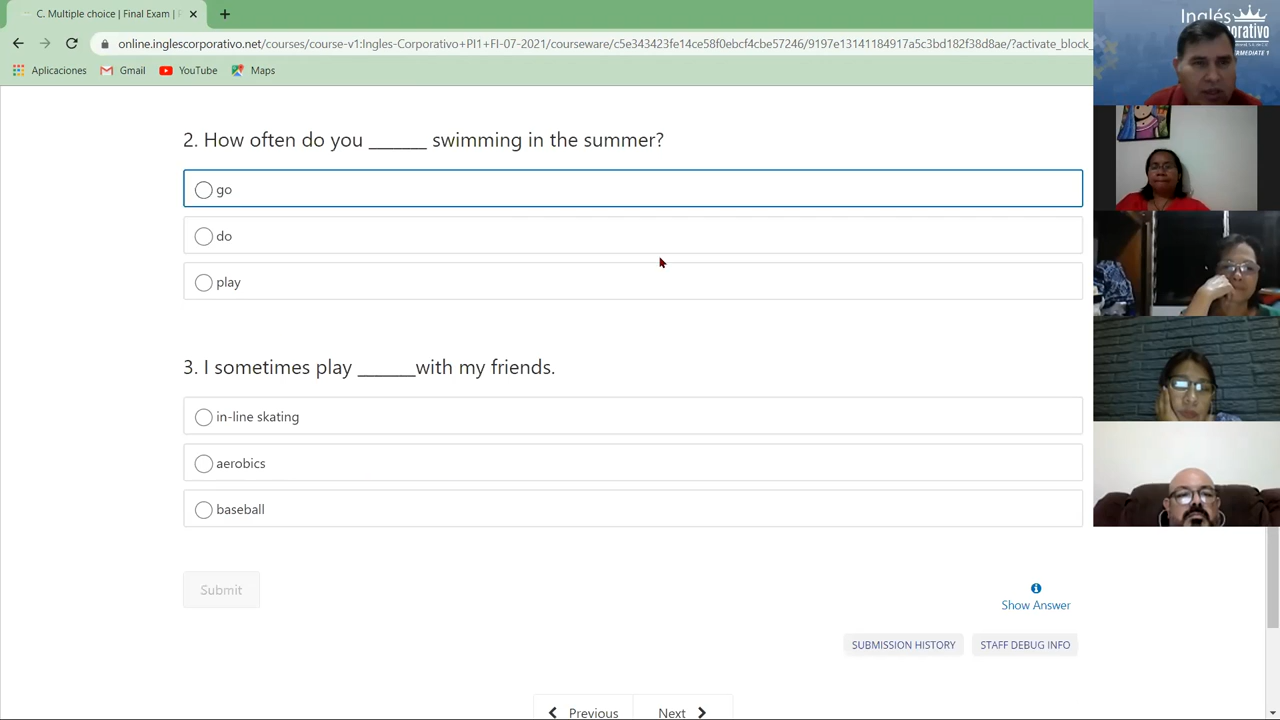 C. Multiple choice | Final Exam |
online.inglescorporativo.net/courses/course-v1:Ingles-Corporativo+PI1+FI-07-2021/courseware/c5e343423fe14ce58f0ebcf4cbe57246/9197e13141184917a5c3bd182f38d8ae/?activate_block_
Aplicaciones Gmail YouTube Maps
Inglés
2. How often do you _______ swimming in the summer?
go
do
play
3. I sometimes play _______with my friends.
in-line skating
aerobics
baseball
Submit
Show Answer
SUBMISSION HISTORY STAFF DEBUG INFO
Previous Next